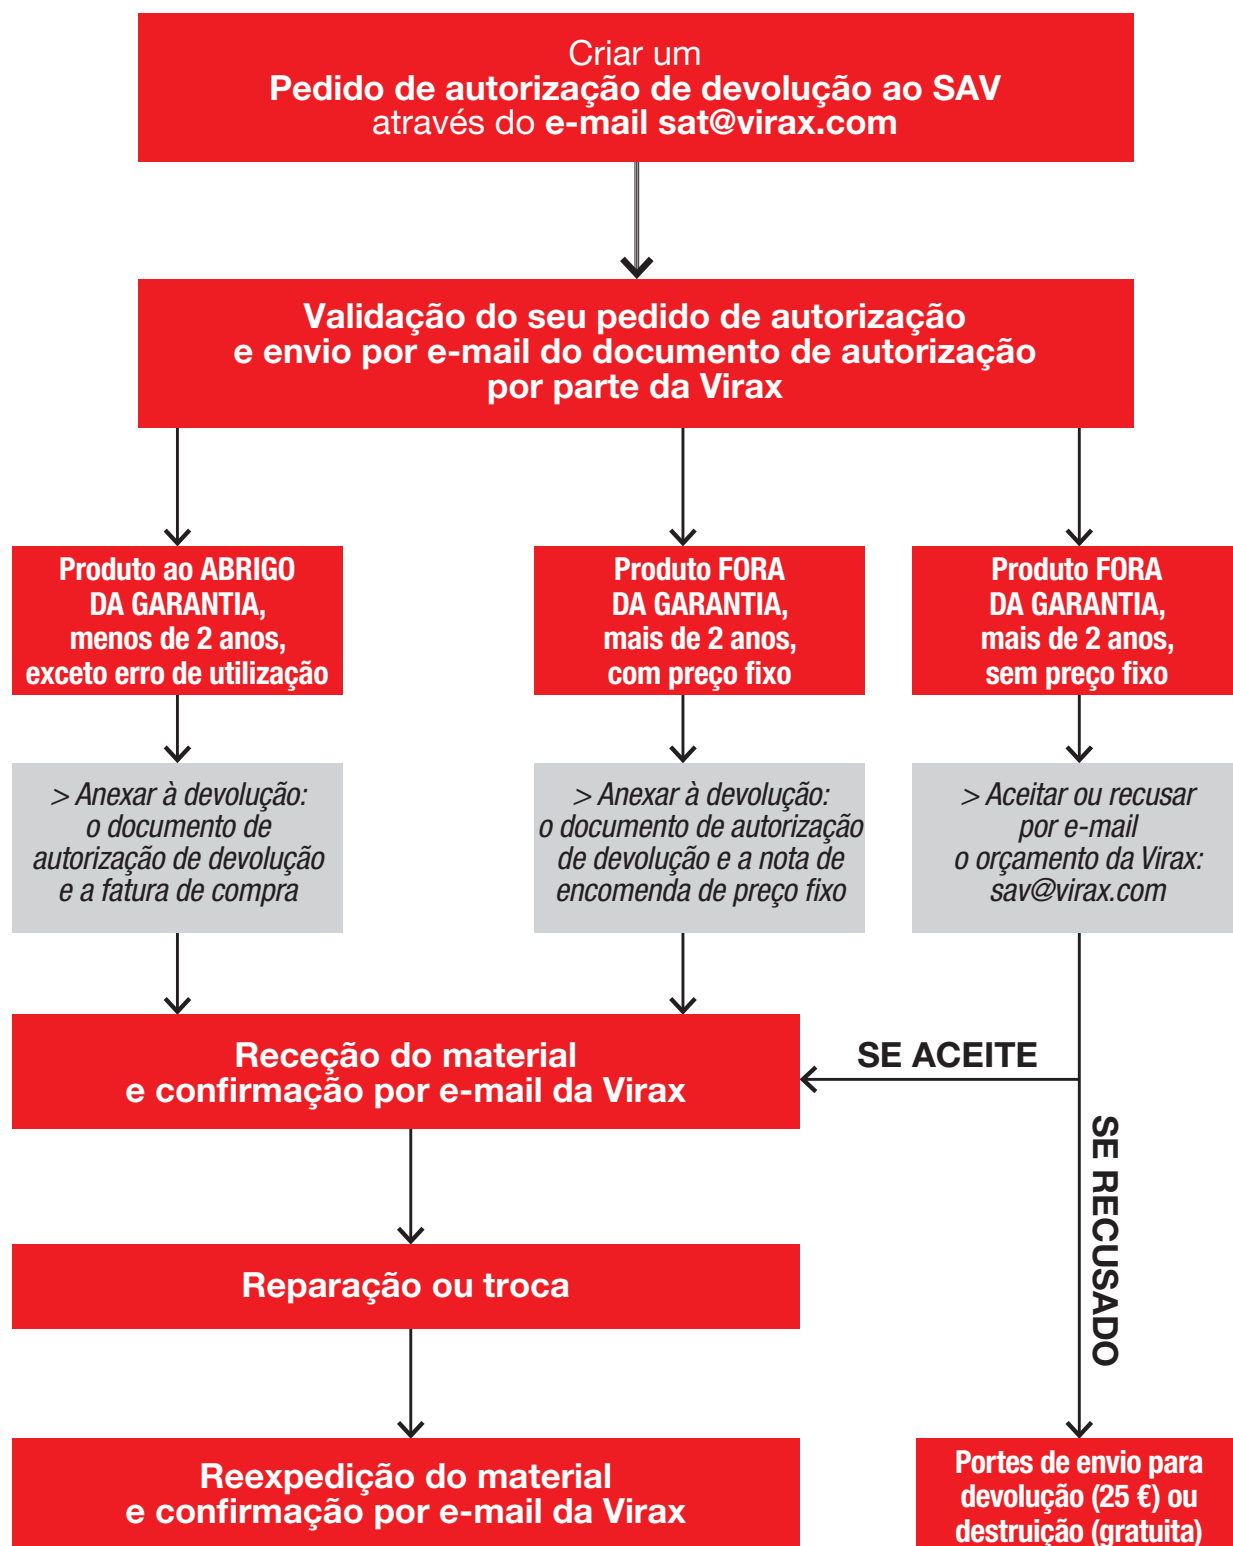 Criar um
Pedido de autorização de devolução ao SAV
através do e-mail sat@virax.com
Validação do seu pedido de autorização
e envio por e-mail do documento de autorização
por parte da Virax
Produto ao ABRIGO
DA GARANTIA,
menos de 2 anos,
exceto erro de utilização
Produto FORA
DA GARANTIA,
mais de 2 anos,
com preço fixo
Produto FORA
DA GARANTIA,
mais de 2 anos,
sem preço fixo
> Anexar à devolução:
o documento de
autorização de devolução
e a fatura de compra
> Anexar à devolução:
o documento de autorização
de devolução e a nota de
encomenda de preço fixo
> Aceitar ou recusar
por e-mail
o orçamento da Virax:
sav@virax.com
Receção do material
e confirmação por e-mail da Virax
SE ACEITE
SE RECUSADO
Reparação ou troca
Reexpedição do material
e confirmação por e-mail da Virax
Portes de envio para
devolução (25 €) ou
destruição (gratuita)